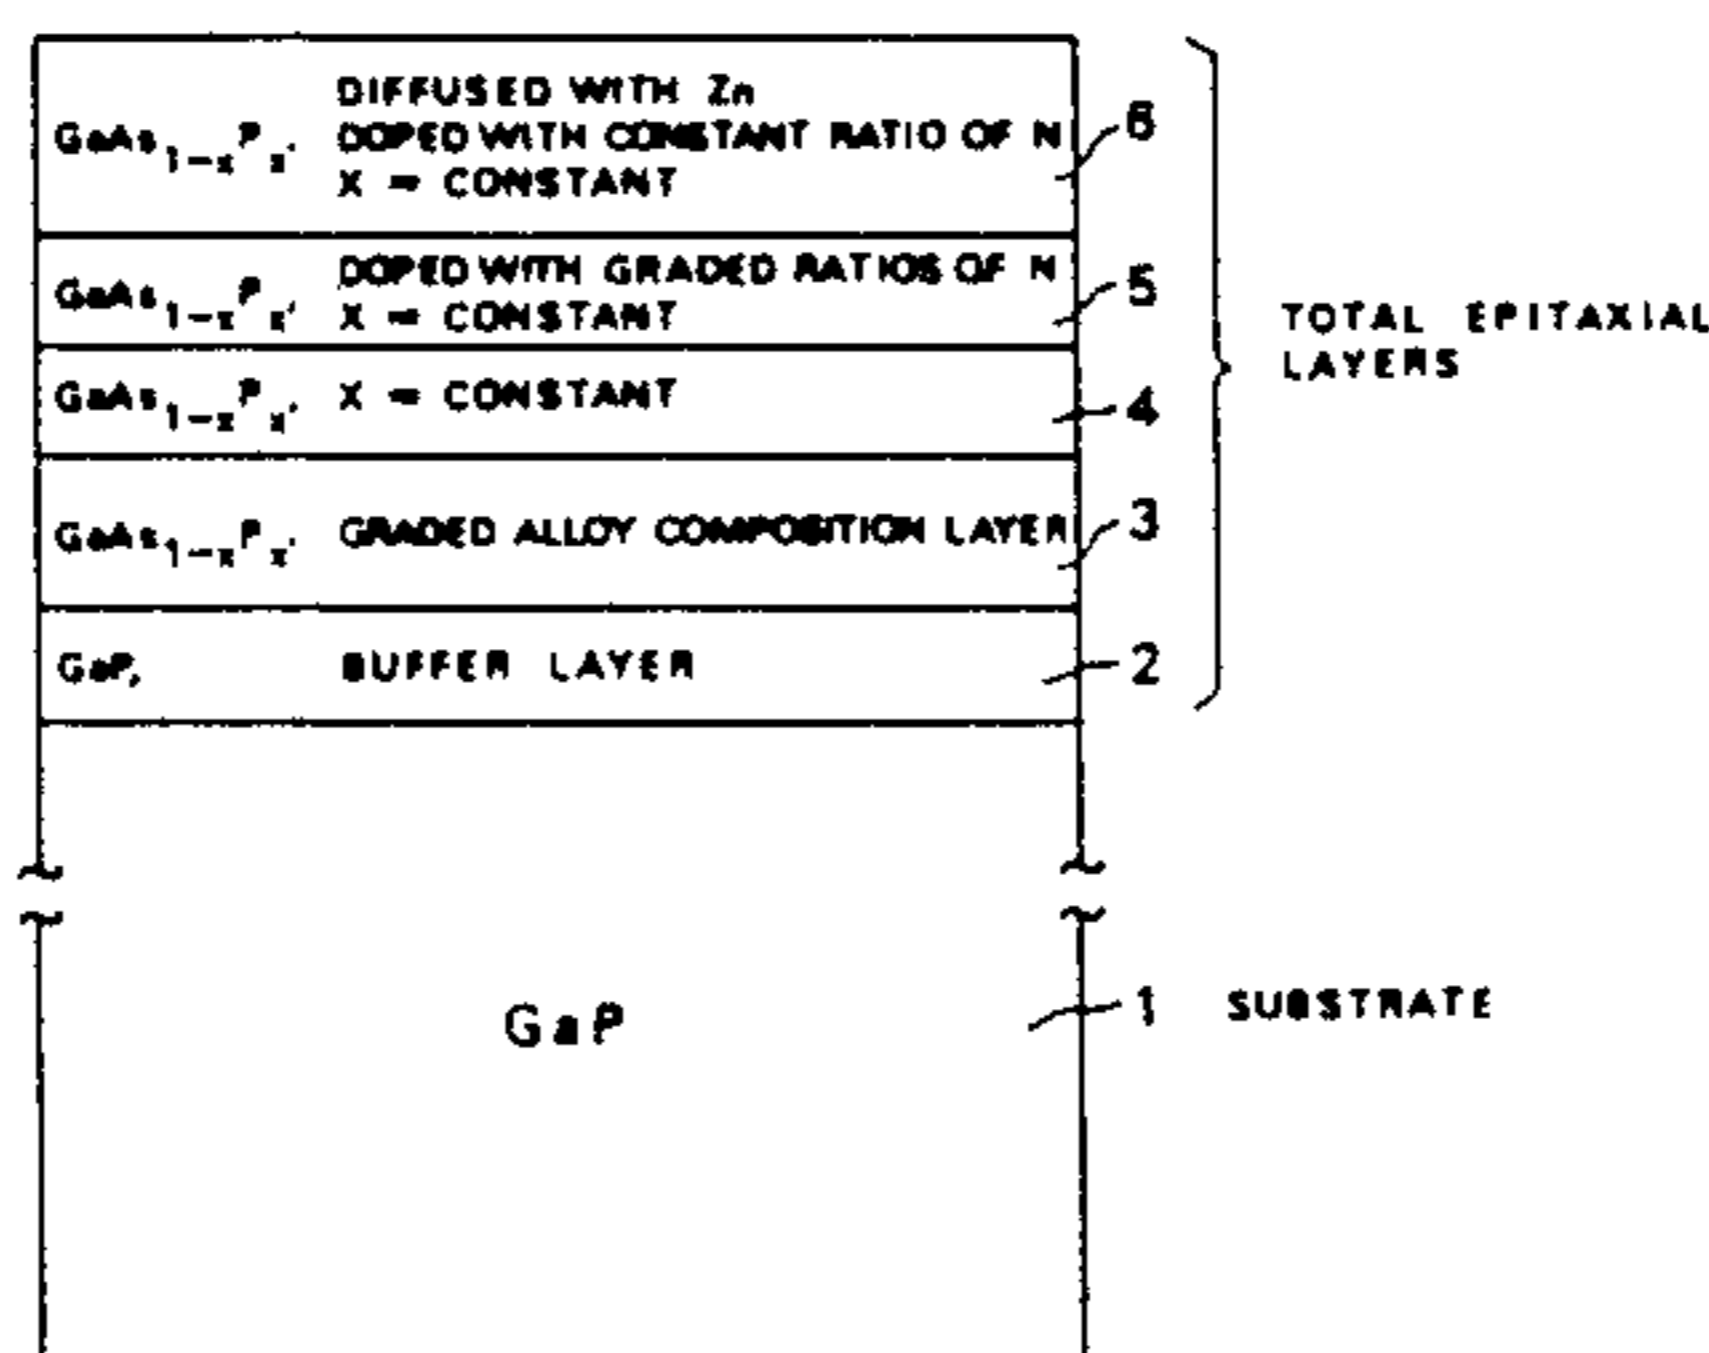 DIFFUSED WITH Zn
GaAs1-xPx, DOPED WITH CONSTANT RATIO OF N
X = CONSTANT
6
DOPED WITH GRADED RATIOS OF N
GaAs1-xPx, X = CONSTANT
5
TOTAL EPITAXIAL
LAYERS
GaAs1-xPx, X = CONSTANT
4
GaAs1-xPx, GRADED ALLOY COMPOSITION LAYER
3
GaP, BUFFER LAYER
2
GaP
1 SUBSTRATE